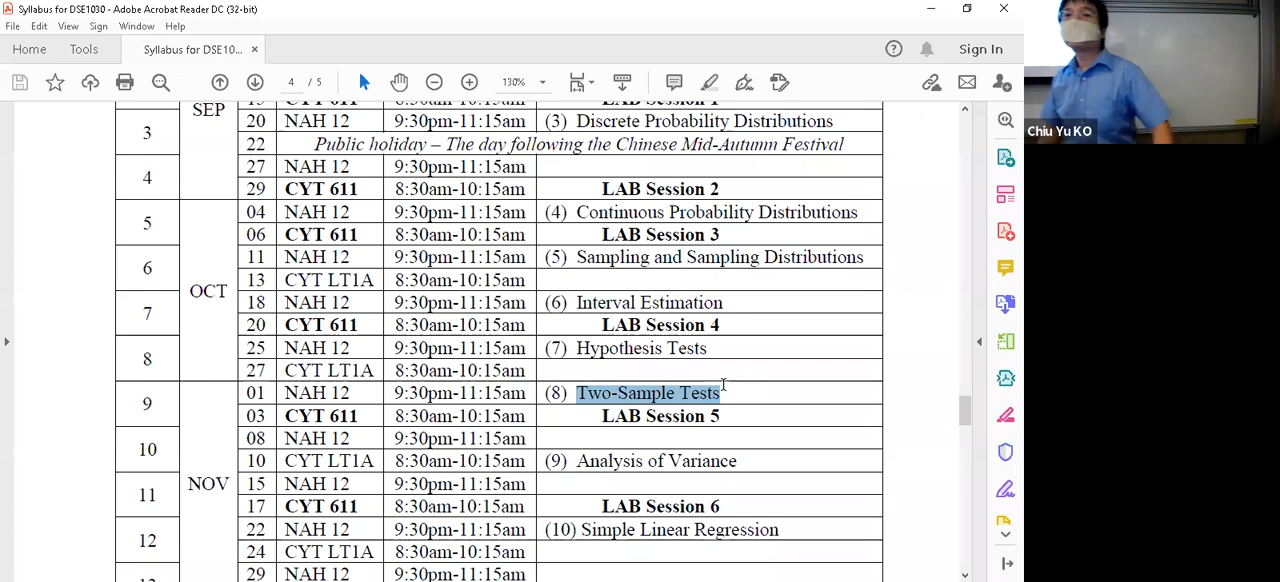 Syllabus for DSE1030 - Adobe Acrobat Reader DC (32-bit)
File Edit View Sign Window Help
Home Tools Syllabus for DSE10... × Sign In
4 / 5 130%
SEP
CYT 611 8:30am-10:15am LAB Session 1
3 20 NAH 12 9:30pm-11:15am (3) Discrete Probability Distributions
22 Public holiday – The day following the Chinese Mid-Autumn Festival
4 27 NAH 12 9:30pm-11:15am
29 CYT 611 8:30am-10:15am LAB Session 2
5 04 NAH 12 9:30pm-11:15am (4) Continuous Probability Distributions
06 CYT 611 8:30am-10:15am LAB Session 3
6 11 NAH 12 9:30pm-11:15am (5) Sampling and Sampling Distributions
OCT 13 CYT LT1A 8:30am-10:15am
7 18 NAH 12 9:30pm-11:15am (6) Interval Estimation
20 CYT 611 8:30am-10:15am LAB Session 4
8 25 NAH 12 9:30pm-11:15am (7) Hypothesis Tests
27 CYT LT1A 8:30am-10:15am
9 01 NAH 12 9:30pm-11:15am (8) Two-Sample Tests
03 CYT 611 8:30am-10:15am LAB Session 5
10 08 NAH 12 9:30pm-11:15am
10 CYT LT1A 8:30am-10:15am (9) Analysis of Variance
11 NOV 15 NAH 12 9:30pm-11:15am
17 CYT 611 8:30am-10:15am LAB Session 6
12 22 NAH 12 9:30pm-11:15am (10) Simple Linear Regression
24 CYT LT1A 8:30am-10:15am
29 NAH 12 9:30pm-11:15am
Chiu Yu KO